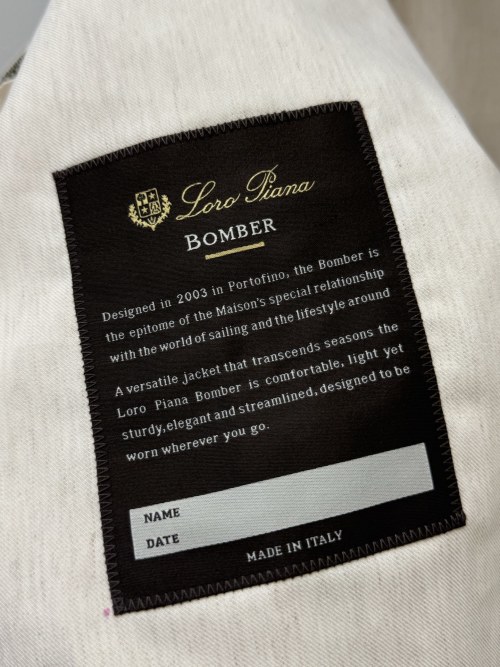 Loro Piana
BOMBER
Designed in 2003 in Portofino, the Bomber is
the epitome of the Maison's special relationship
with the world of sailing and the lifestyle around
A versatile jacket that transcends seasons the
Loro Piana Bomber is comfortable, light yet
sturdy, elegant and streamlined, designed to be
worn wherever you go.
NAME
DATE
MADE IN ITALY